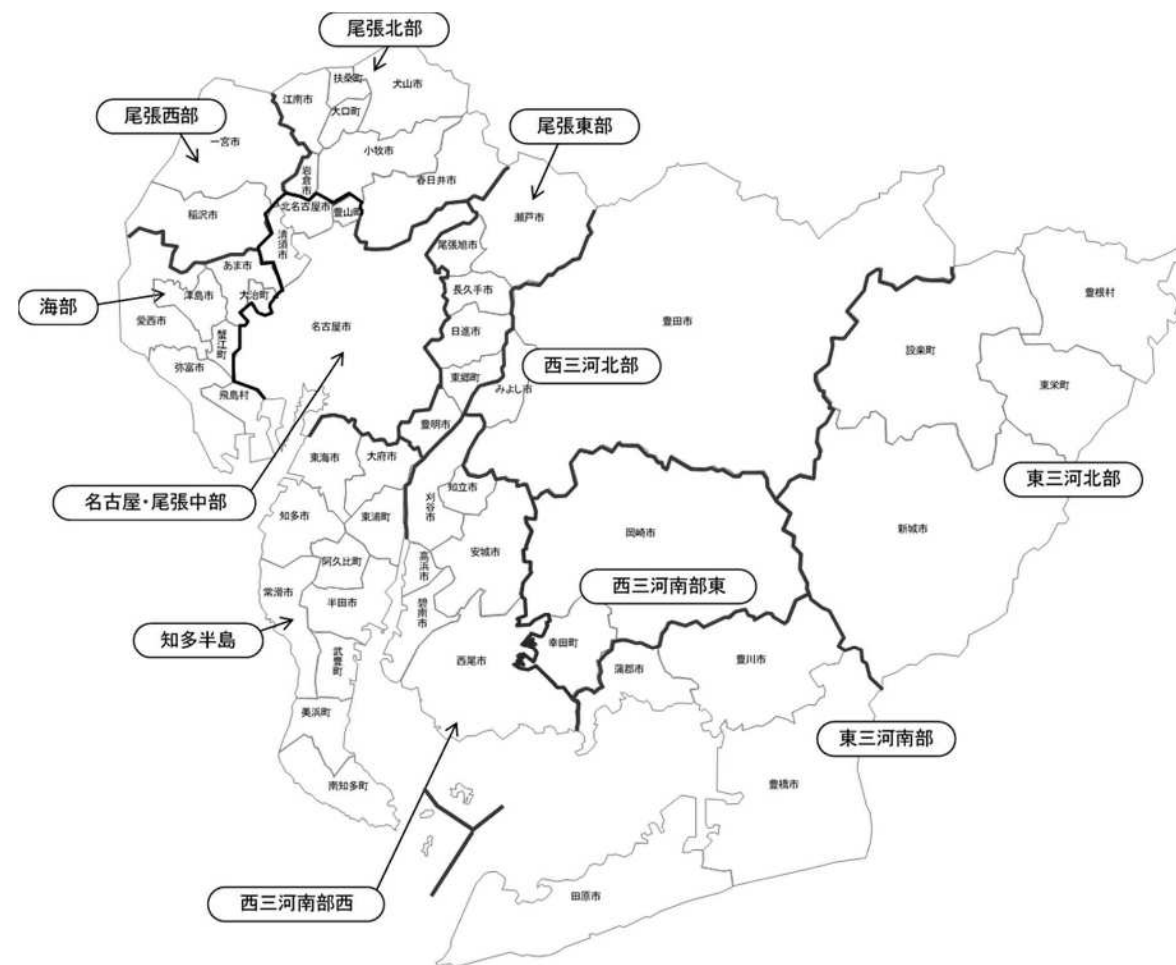 尾張北部
扶桑町
犬山市
江南市
大口町
尾張西部
一宮市
尾張東部
小牧市
岩倉市
春日井市
稲沢市
北名古屋市
豊山町
瀬戸市
清須市
尾張旭市
あま市
海部
津島市
大治町
長久手市
豊根村
愛西市
名古屋市
豊田市
日進市
蟹江町
設楽町
弥富市
西三河北部
東郷町
みよし市
東栄町
飛島村
豊明市
東海市
大府市
東三河北部
名古屋・尾張中部
知立市
刈谷市
知多市
東浦町
新城市
岡崎市
安城市
阿久比町
高浜市
西三河南部東
常滑市
半田市
碧南市
知多半島
幸田町
武豊町
西尾市
蒲郡市
豊川市
美浜町
東三河南部
南知多町
豊橋市
西三河南部西
田原市